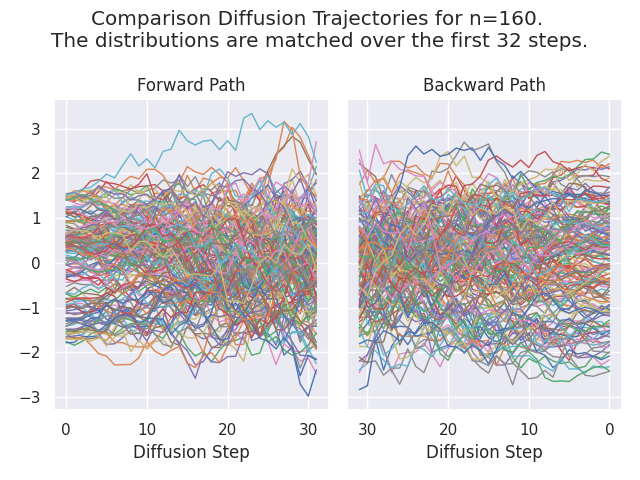 Comparison Diffusion Trajectories for n=160.
The distributions are matched over the first 32 steps.
Forward Path
Backward Path
3
2
1
0
−1
−2
−3
0 10 20 30
30 20 10 0
Diffusion Step
Diffusion Step